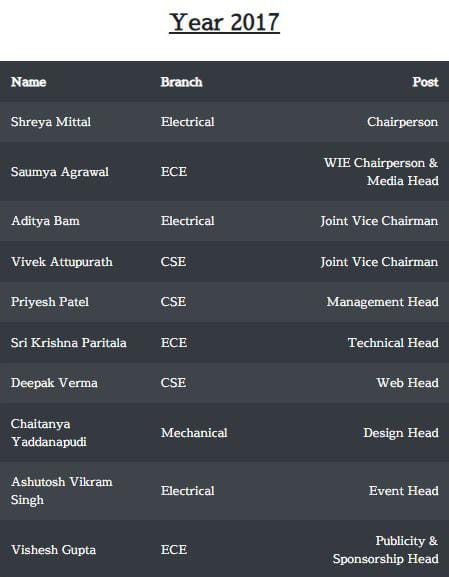 Year 2017
Name Branch Post
Shreya Mittal Electrical Chairperson
Saumya Agrawal ECE WIE Chairperson &
Media Head
Aditya Bam Electrical Joint Vice Chairman
Vivek Attupurath CSE Joint Vice Chairman
Priyesh Patel CSE Management Head
Sri Krishna Paritala ECE Technical Head
Deepak Verma CSE Web Head
Chaitanya
Yaddanapudi Mechanical Design Head
Ashutosh Vikram
Singh Electrical Event Head
Vishesh Gupta ECE Publicity &
Sponsorship Head